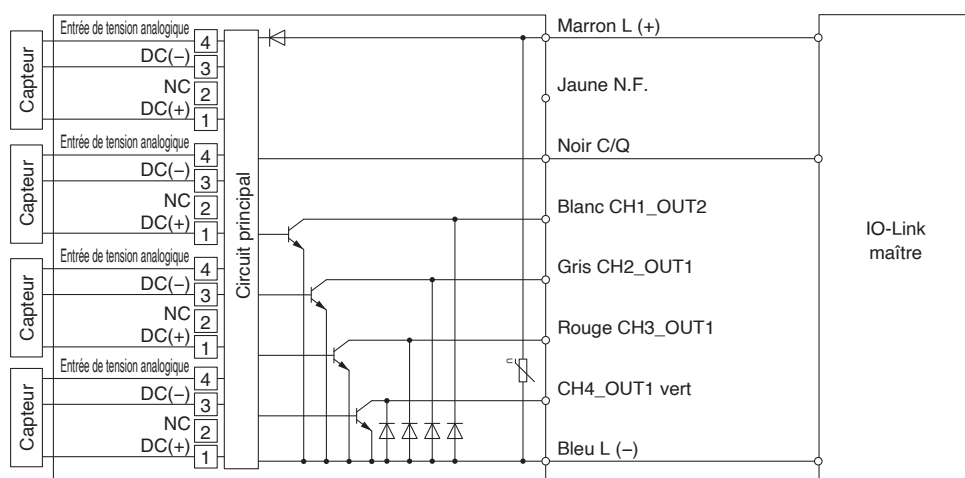 Capteur
Entrée de tension analogique 4
DC(−) 3
NC 2
DC(+) 1
Capteur
Entrée de tension analogique 4
DC(−) 3
NC 2
DC(+) 1
Capteur
Entrée de tension analogique 4
DC(−) 3
NC 2
DC(+) 1
Capteur
Entrée de tension analogique 4
DC(−) 3
NC 2
DC(+) 1
Circuit principal
Marron L (+)
Jaune N.F.
Noir C/Q
Blanc CH1_OUT2
Gris CH2_OUT1
Rouge CH3_OUT1
U
CH4_OUT1 vert
Bleu L (−)
IO-Link
maître